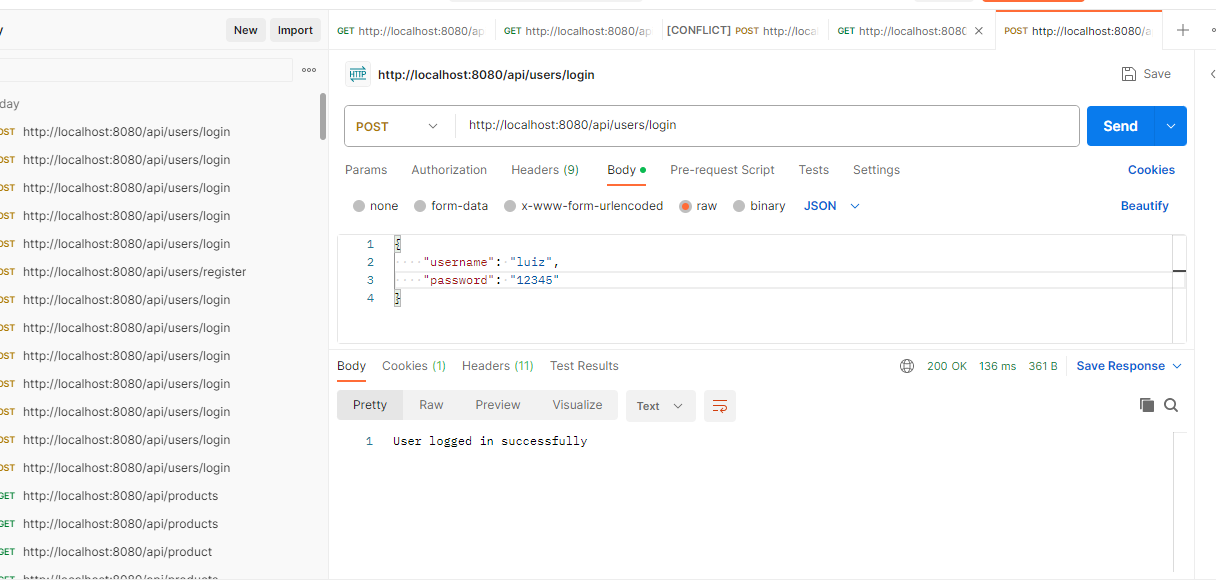 New Import
GET http://localhost:8080/ap
GET http://localhost:8080/ap
[CONFLICT] POST http://loca
GET http://localhost:8080
POST http://localhost:8080/a
HTTP http://localhost:8080/api/users/login
Save
day
OST http://localhost:8080/api/users/login
OST http://localhost:8080/api/users/login
OST http://localhost:8080/api/users/login
OST http://localhost:8080/api/users/login
OST http://localhost:8080/api/users/login
OST http://localhost:8080/api/users/register
OST http://localhost:8080/api/users/login
OST http://localhost:8080/api/users/login
OST http://localhost:8080/api/users/login
OST http://localhost:8080/api/users/login
OST http://localhost:8080/api/users/login
OST http://localhost:8080/api/users/login
OST http://localhost:8080/api/users/login
GET http://localhost:8080/api/products
GET http://localhost:8080/api/products
GET http://localhost:8080/api/product
GET http://localhost:8080/api/products
POST http://localhost:8080/api/users/login Send
Params Authorization Headers (9) Body Pre-request Script Tests Settings Cookies
none form-data x-www-form-urlencoded raw binary JSON Beautify
1 {
2 "username": "luiz",
3 "password": "12345"
4 }
Body Cookies (1) Headers (11) Test Results 200 OK 136 ms 361 B Save Response
Pretty Raw Preview Visualize Text
1 User logged in successfully